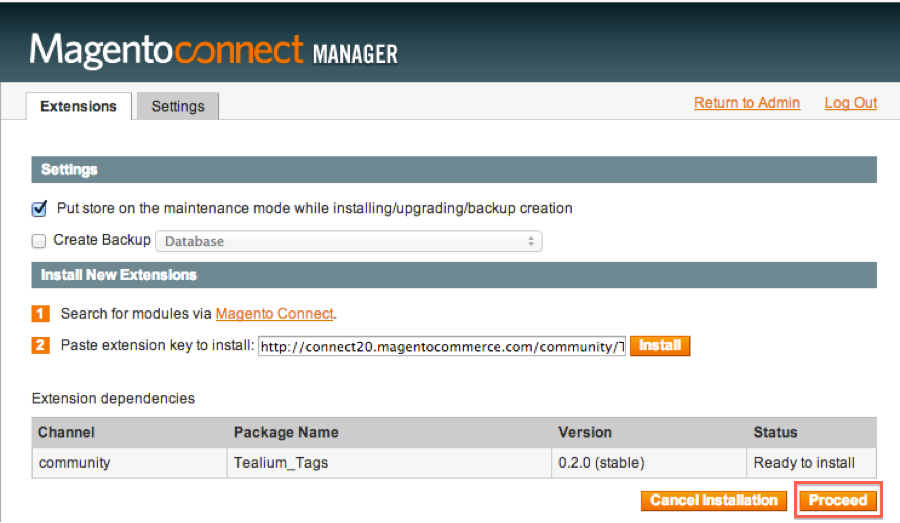 Magentoconnect MANAGER
Extensions Settings Return to Admin Log Out
Settings
Put store on the maintenance mode while installing/upgrading/backup creation
Create Backup Database
Install New Extensions
1 Search for modules via Magento Connect.
2 Paste extension key to install: http://connect20.magentocommerce.com/community/T Install
Extension dependencies
Channel Package Name Version Status
community Tealium_Tags 0.2.0 (stable) Ready to install
Cancel Installation Proceed